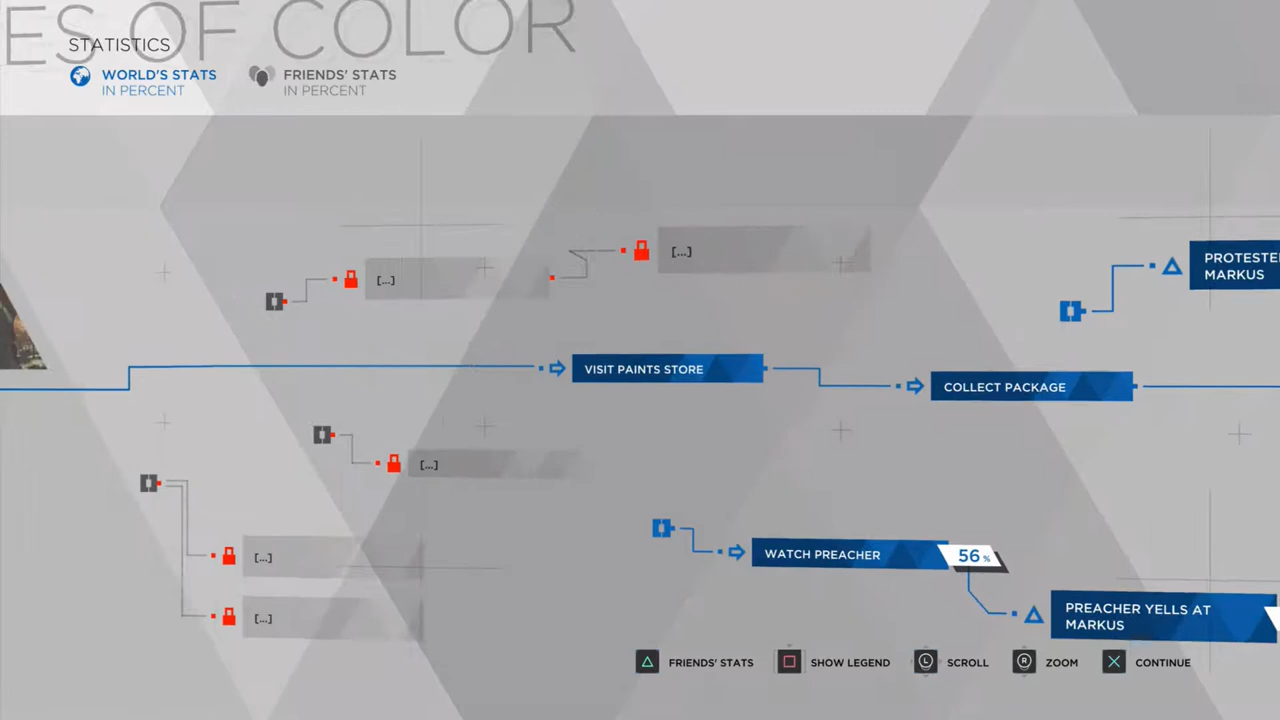 ES OF COLOR
STATISTICS
WORLD'S STATS
IN PERCENT
FRIENDS' STATS
IN PERCENT
[...]
[...]
PROTESTE
MARKUS
VISIT PAINTS STORE
COLLECT PACKAGE
[...]
WATCH PREACHER
56 %
[...]
[...]
PREACHER YELLS AT
MARKUS
FRIENDS' STATS
SHOW LEGEND
L
SCROLL
R
ZOOM
CONTINUE